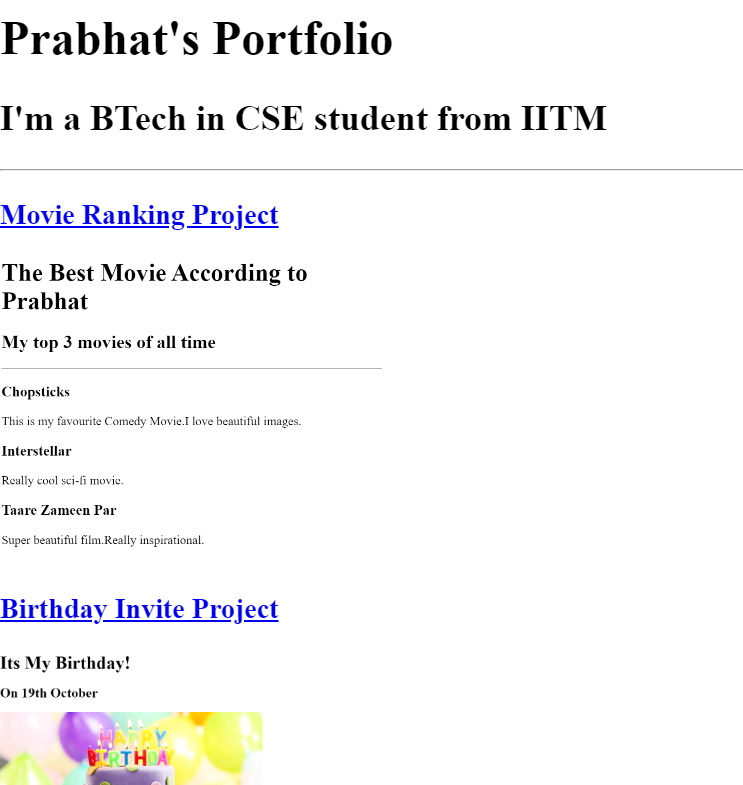 Prabhat's Portfolio
I'm a BTech in CSE student from IITM
Movie Ranking Project
The Best Movie According to
Prabhat
My top 3 movies of all time
Chopsticks
This is my favourite Comedy Movie.I love beautiful images.
Interstellar
Really cool sci-fi movie.
Taare Zameen Par
Super beautiful film.Really inspirational.
Birthday Invite Project
Its My Birthday!
On 19th October
HAPPY
BIRTHDAY